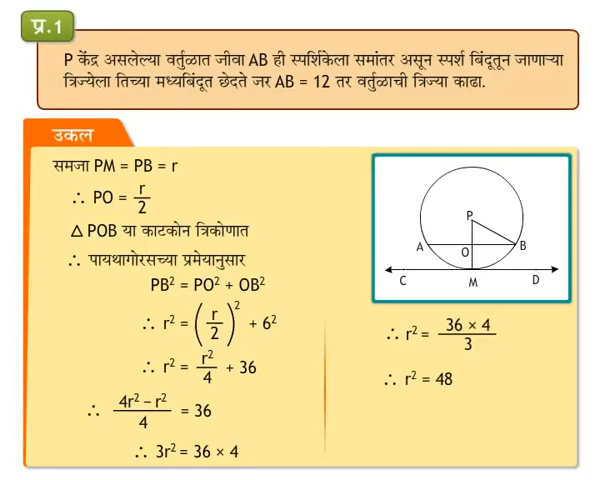 प्र.1
P केंद्र असलेल्या वर्तुळात जीवा AB ही स्पर्शिकेला समांतर असून स्पर्श बिंदूतून जाणाऱ्या
त्रिज्येला तिच्या मध्यबिंदूत छेदते जर AB = 12 तर वर्तुळाची त्रिज्या काढा.
उकल
समजा PM = PB = r
∴ PO = r/2
Δ POB या काटकोन त्रिकोणात
∴ पायथागोरसच्या प्रमेयानुसार
PB² = PO² + OB²
∴ r² = (r/2)² + 6²
∴ r² = r²/4 + 36
∴ (4r² – r²)/4 = 36
∴ 3r² = 36 × 4
P
A O B
C M D
∴ r² = (36 × 4)/3
∴ r² = 48